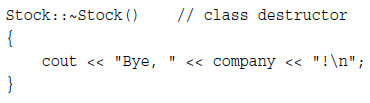 Stock::~Stock()    // class destructor
{
    cout << "Bye, " << company << "!\n";
}